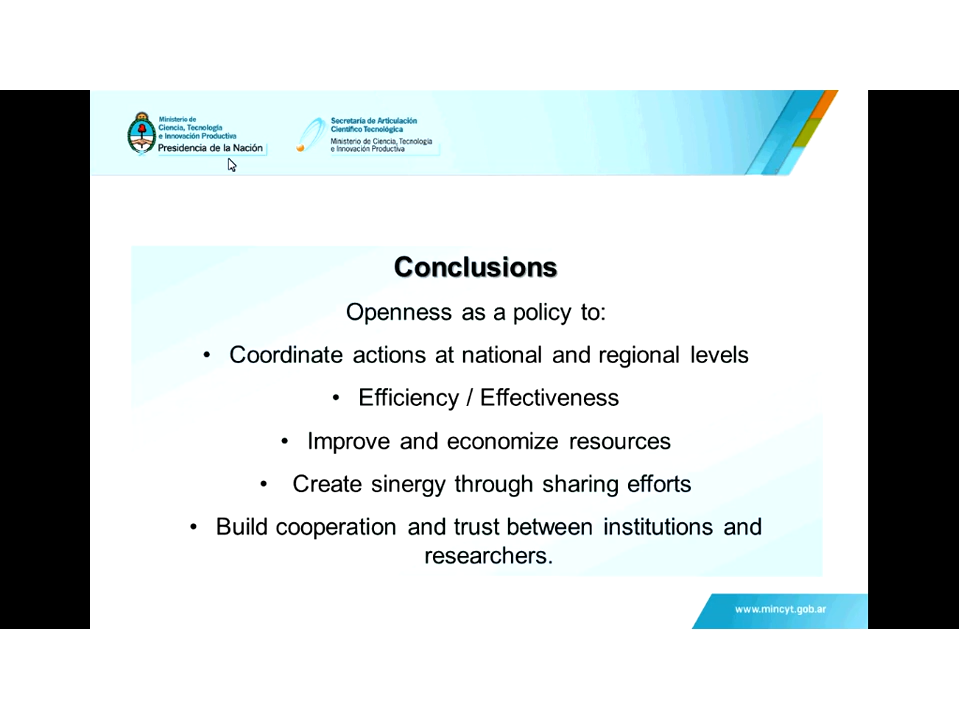 Ministerio de
Ciencia, Tecnología
e Innovación Productiva
Presidencia de la Nación
Secretaría de Articulación
Científico Tecnológica
Ministerio de Ciencia, Tecnología
e Innovación Productiva
Conclusions
Openness as a policy to:
• Coordinate actions at national and regional levels
• Efficiency / Effectiveness
• Improve and economize resources
• Create sinergy through sharing efforts
• Build cooperation and trust between institutions and
researchers.
www.mincyt.gob.ar